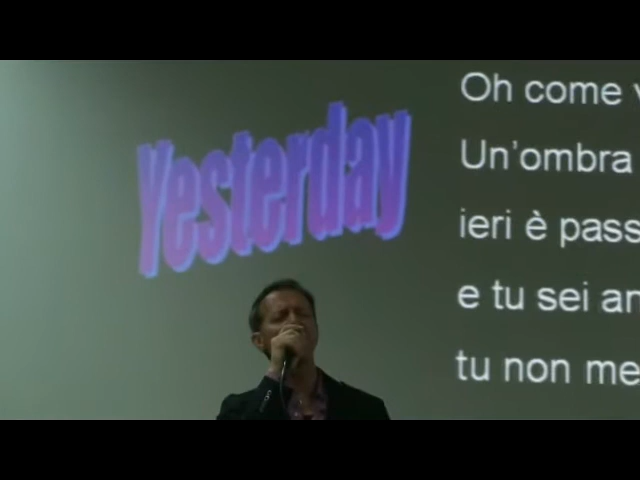 Yesterday
Oh come
Un'ombra
ieri è
e tu sei
tu non